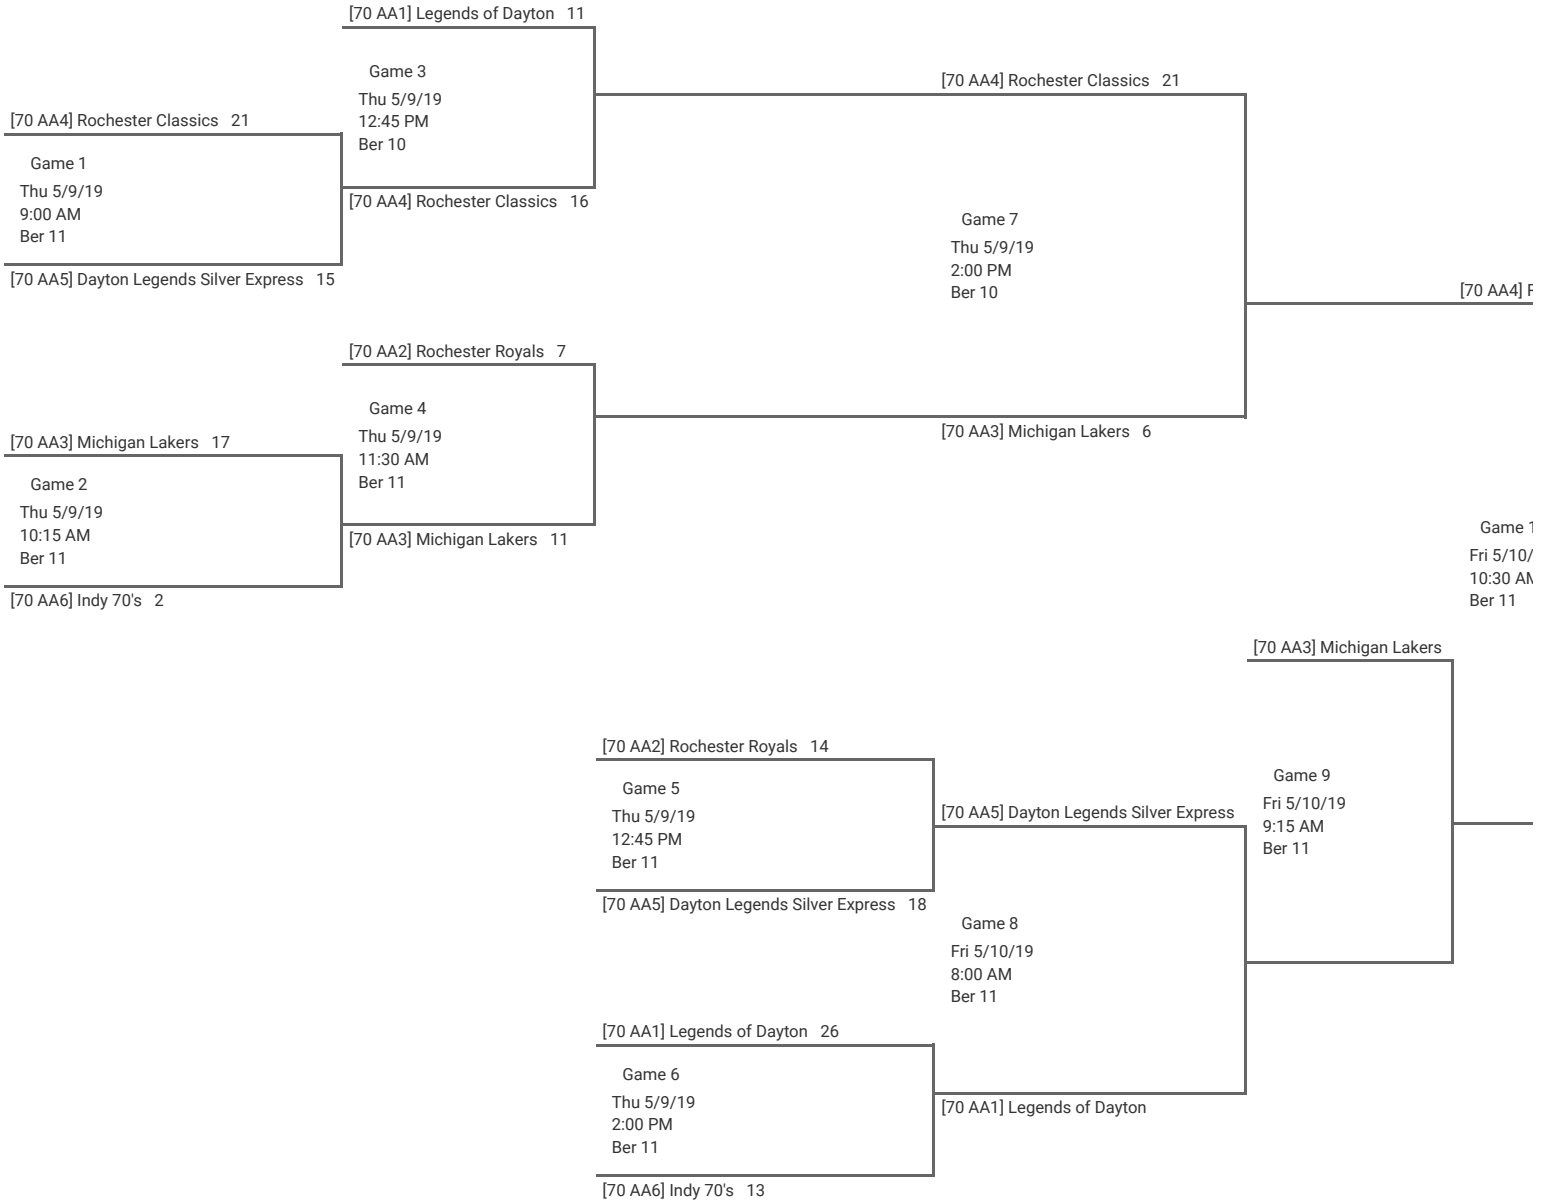 [70 AA1] Legends of Dayton 11
Game 3
Thu 5/9/19
12:45 PM
Ber 10
[70 AA4] Rochester Classics 16
[70 AA4] Rochester Classics 21
Game 1
Thu 5/9/19
9:00 AM
Ber 11
[70 AA5] Dayton Legends Silver Express 15
[70 AA4] Rochester Classics 21
Game 7
Thu 5/9/19
2:00 PM
Ber 10
[70 AA3] Michigan Lakers 6
[70 AA4]
[70 AA2] Rochester Royals 7
Game 4
Thu 5/9/19
11:30 AM
Ber 11
[70 AA3] Michigan Lakers 11
[70 AA3] Michigan Lakers 17
Game 2
Thu 5/9/19
10:15 AM
Ber 11
[70 AA6] Indy 70's 2
Game 1
Fri 5/10/
10:30 AM
Ber 11
[70 AA3] Michigan Lakers
Game 9
Fri 5/10/19
9:15 AM
Ber 11
[70 AA2] Rochester Royals 14
Game 5
Thu 5/9/19
12:45 PM
Ber 11
[70 AA5] Dayton Legends Silver Express 18
[70 AA5] Dayton Legends Silver Express
Game 8
Fri 5/10/19
8:00 AM
Ber 11
[70 AA1] Legends of Dayton
[70 AA1] Legends of Dayton 26
Game 6
Thu 5/9/19
2:00 PM
Ber 11
[70 AA6] Indy 70's 13